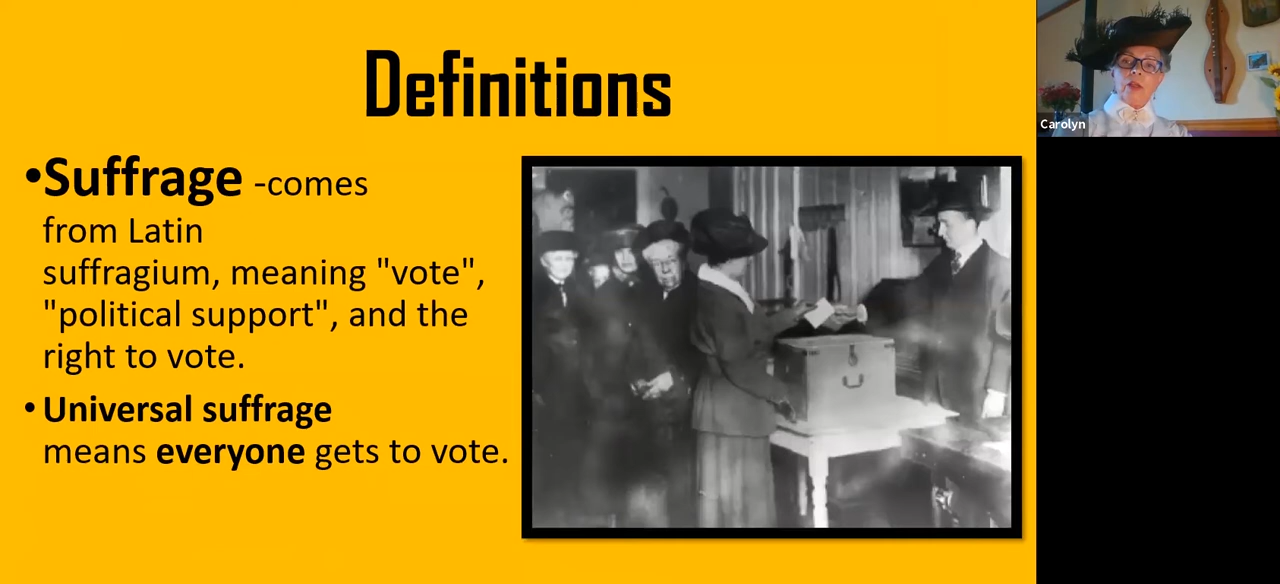 Definitions
•Suffrage -comes
from Latin
suffragium, meaning "vote",
"political support", and the
right to vote.
• Universal suffrage
means everyone gets to vote.
Carolyn